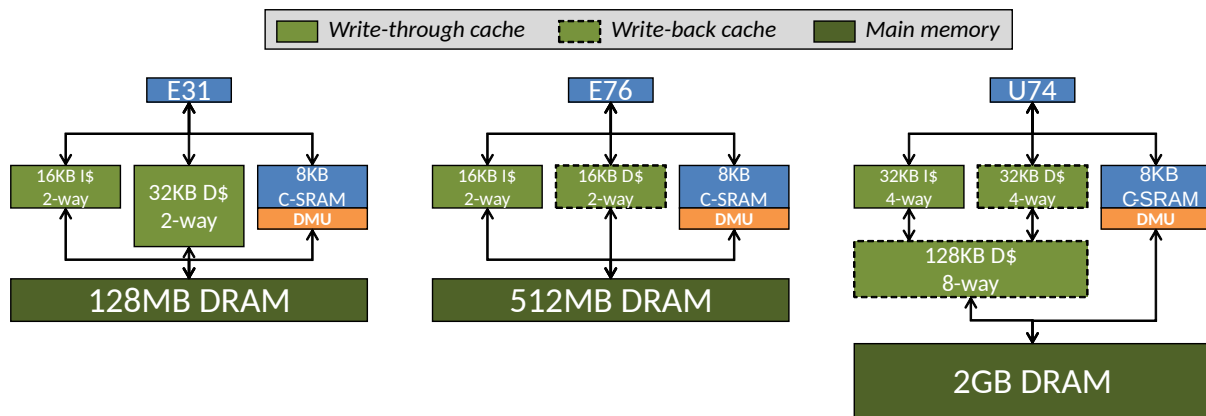 Write-through cache
Write-back cache
Main memory
E31
16KB I$
2-way
32KB D$
2-way
8KB
C-SRAM
DMU
128MB DRAM
E76
16KB I$
2-way
16KB D$
2-way
8KB
C-SRAM
DMU
512MB DRAM
U74
32KB I$
4-way
32KB D$
4-way
8KB
C-SRAM
DMU
128KB D$
8-way
2GB DRAM